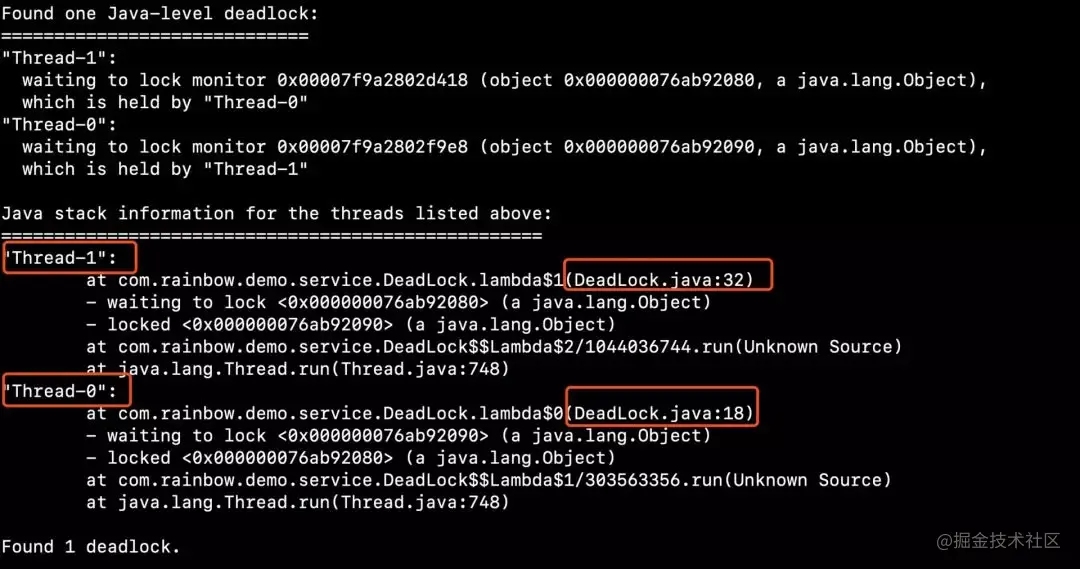 Found one Java-level deadlock:
=============================
"Thread-1":
  waiting to lock monitor 0x00007f9a2802d418 (object 0x000000076ab92080, a java.lang.Object),
  which is held by "Thread-0"
"Thread-0":
  waiting to lock monitor 0x00007f9a2802f9e8 (object 0x000000076ab92090, a java.lang.Object),
  which is held by "Thread-1"

Java stack information for the threads listed above:
===================================================
"Thread-1":
        at com.rainbow.demo.service.DeadLock.lambda$1(DeadLock.java:32)
        - waiting to lock <0x000000076ab92080> (a java.lang.Object)
        - locked <0x000000076ab92090> (a java.lang.Object)
        at com.rainbow.demo.service.DeadLock$$Lambda$2/1044036744.run(Unknown Source)
        at java.lang.Thread.run(Thread.java:748)
"Thread-0":
        at com.rainbow.demo.service.DeadLock.lambda$0(DeadLock.java:18)
        - waiting to lock <0x000000076ab92090> (a java.lang.Object)
        - locked <0x000000076ab92080> (a java.lang.Object)
        at com.rainbow.demo.service.DeadLock$$Lambda$1/303563356.run(Unknown Source)
        at java.lang.Thread.run(Thread.java:748)

Found 1 deadlock.
@掘金技术社区